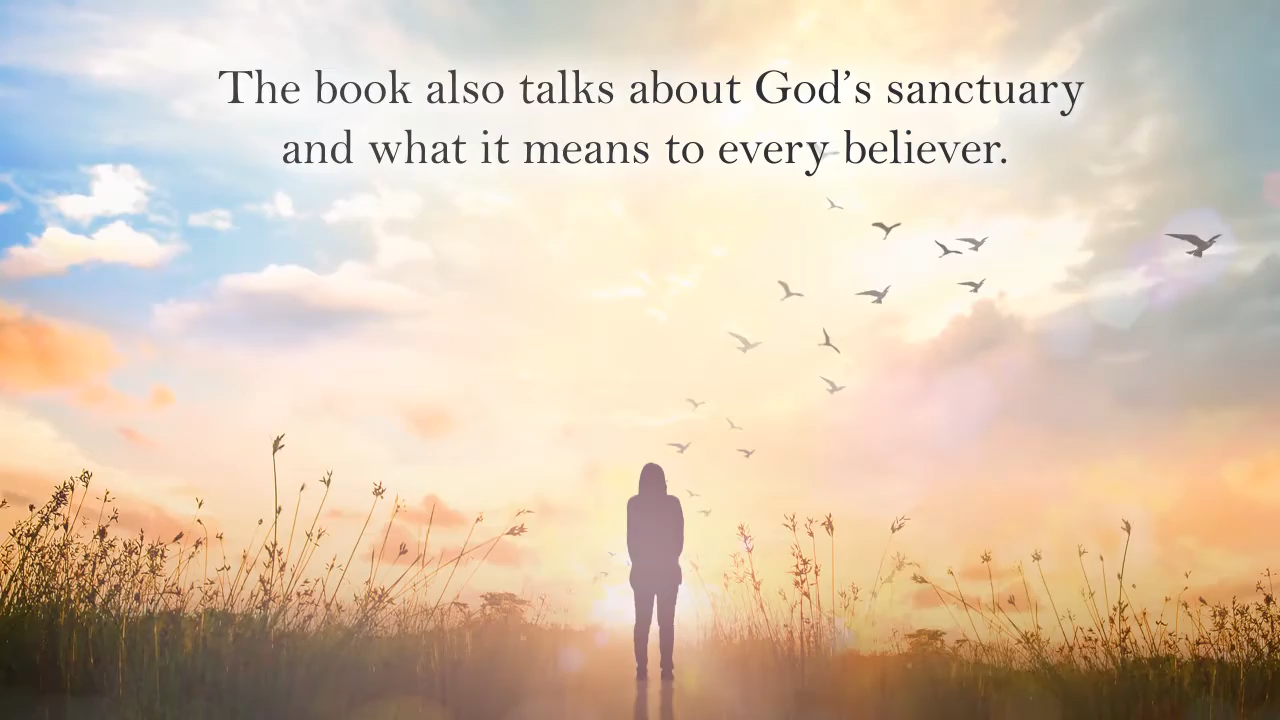 The book also talks about God’s sanctuary
and what it means to every believer.